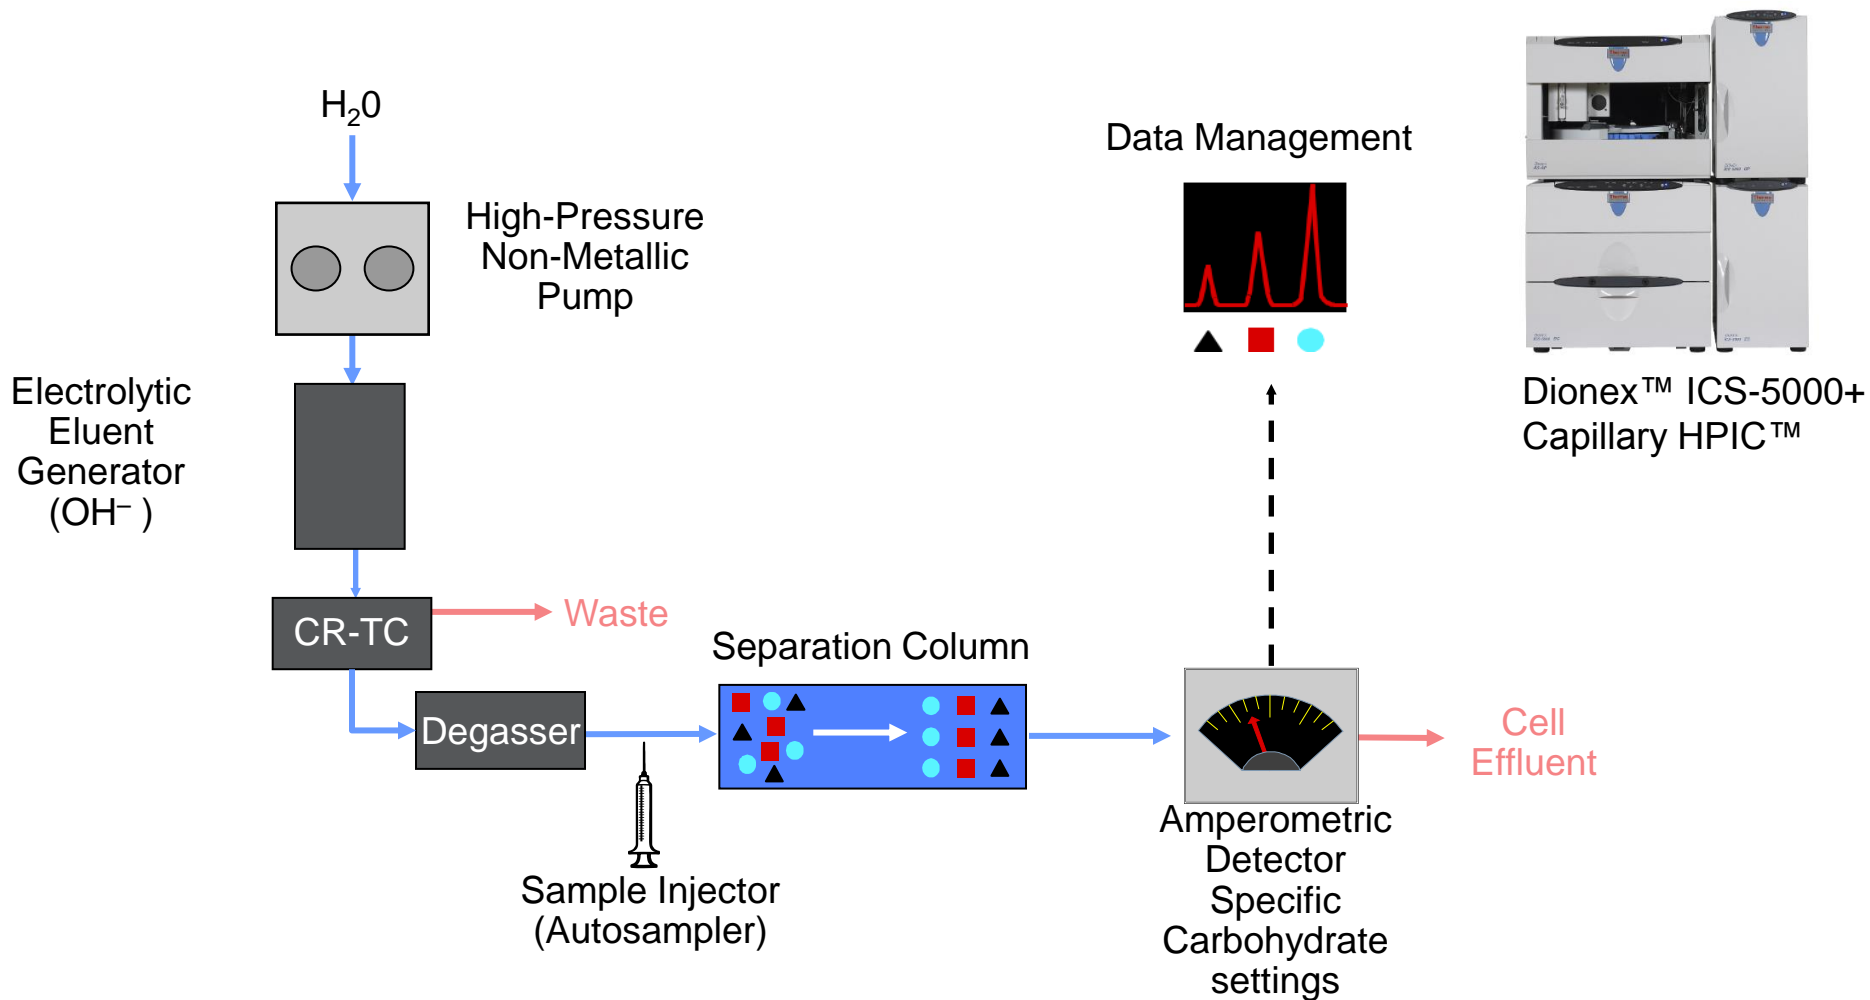 H₂0
High-Pressure
Non-Metallic
Pump
Electrolytic
Eluent
Generator
(OH⁻ )
CR-TC
Waste
Degasser
Sample Injector
(Autosampler)
Separation Column
Data Management
Amperometric
Detector
Specific
Carbohydrate
settings
Cell
Effluent
Dionex™ ICS-5000+
Capillary HPIC™